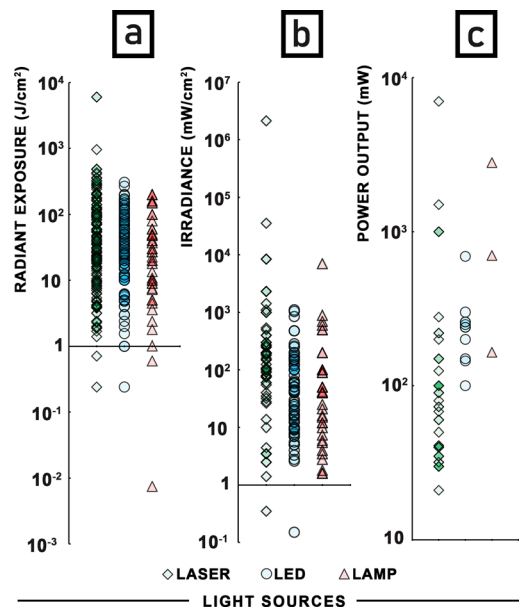 a
b
c
RADIANT EXPOSURE (J/cm²)
10⁴
10³
10²
10
1
10⁻¹
10⁻²
10⁻³
IRRADIANCE (mW/cm²)
10⁷
10⁶
10⁵
10⁴
10³
10²
10
1
10⁻¹
POWER OUTPUT (mW)
10⁴
10³
10²
10
LASER LED LAMP
LIGHT SOURCES